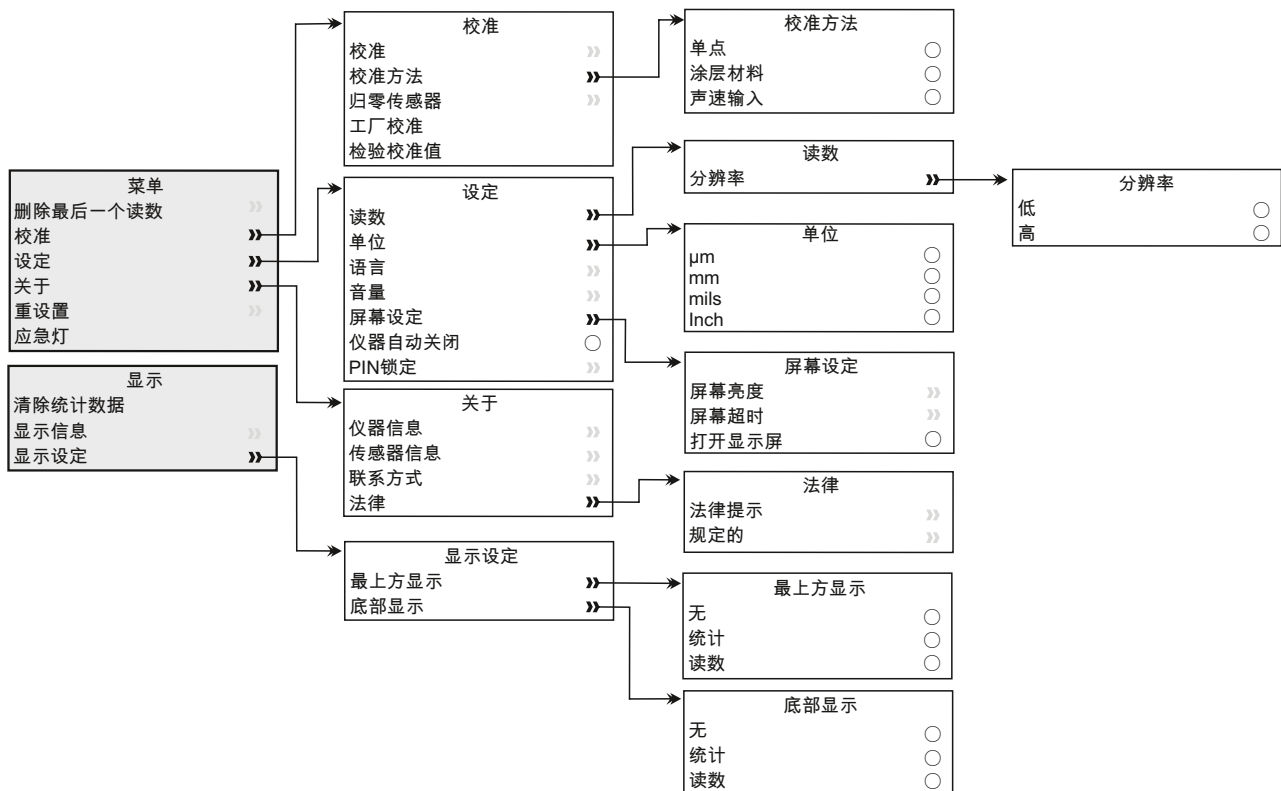 菜单
删除最后一个读数
校准
设定
关于
重设置
应急灯
显示
清除统计数据
显示信息
显示设定
校准
校准
校准方法
归零传感器
工厂校准
检验校准值
设定
读数
单位
语言
音量
屏幕设定
仪器自动关闭
PIN锁定
关于
仪器信息
传感器信息
联系方式
法律
显示设定
最上方显示
底部显示
校准方法
单点
涂层材料
声速输入
读数
分辨率
单位
μm
mm
mils
Inch
屏幕设定
屏幕亮度
屏幕超时
打开显示屏
法律
法律提示
规定的
最上方显示
无
统计
读数
底部显示
无
统计
读数
分辨率
低
高